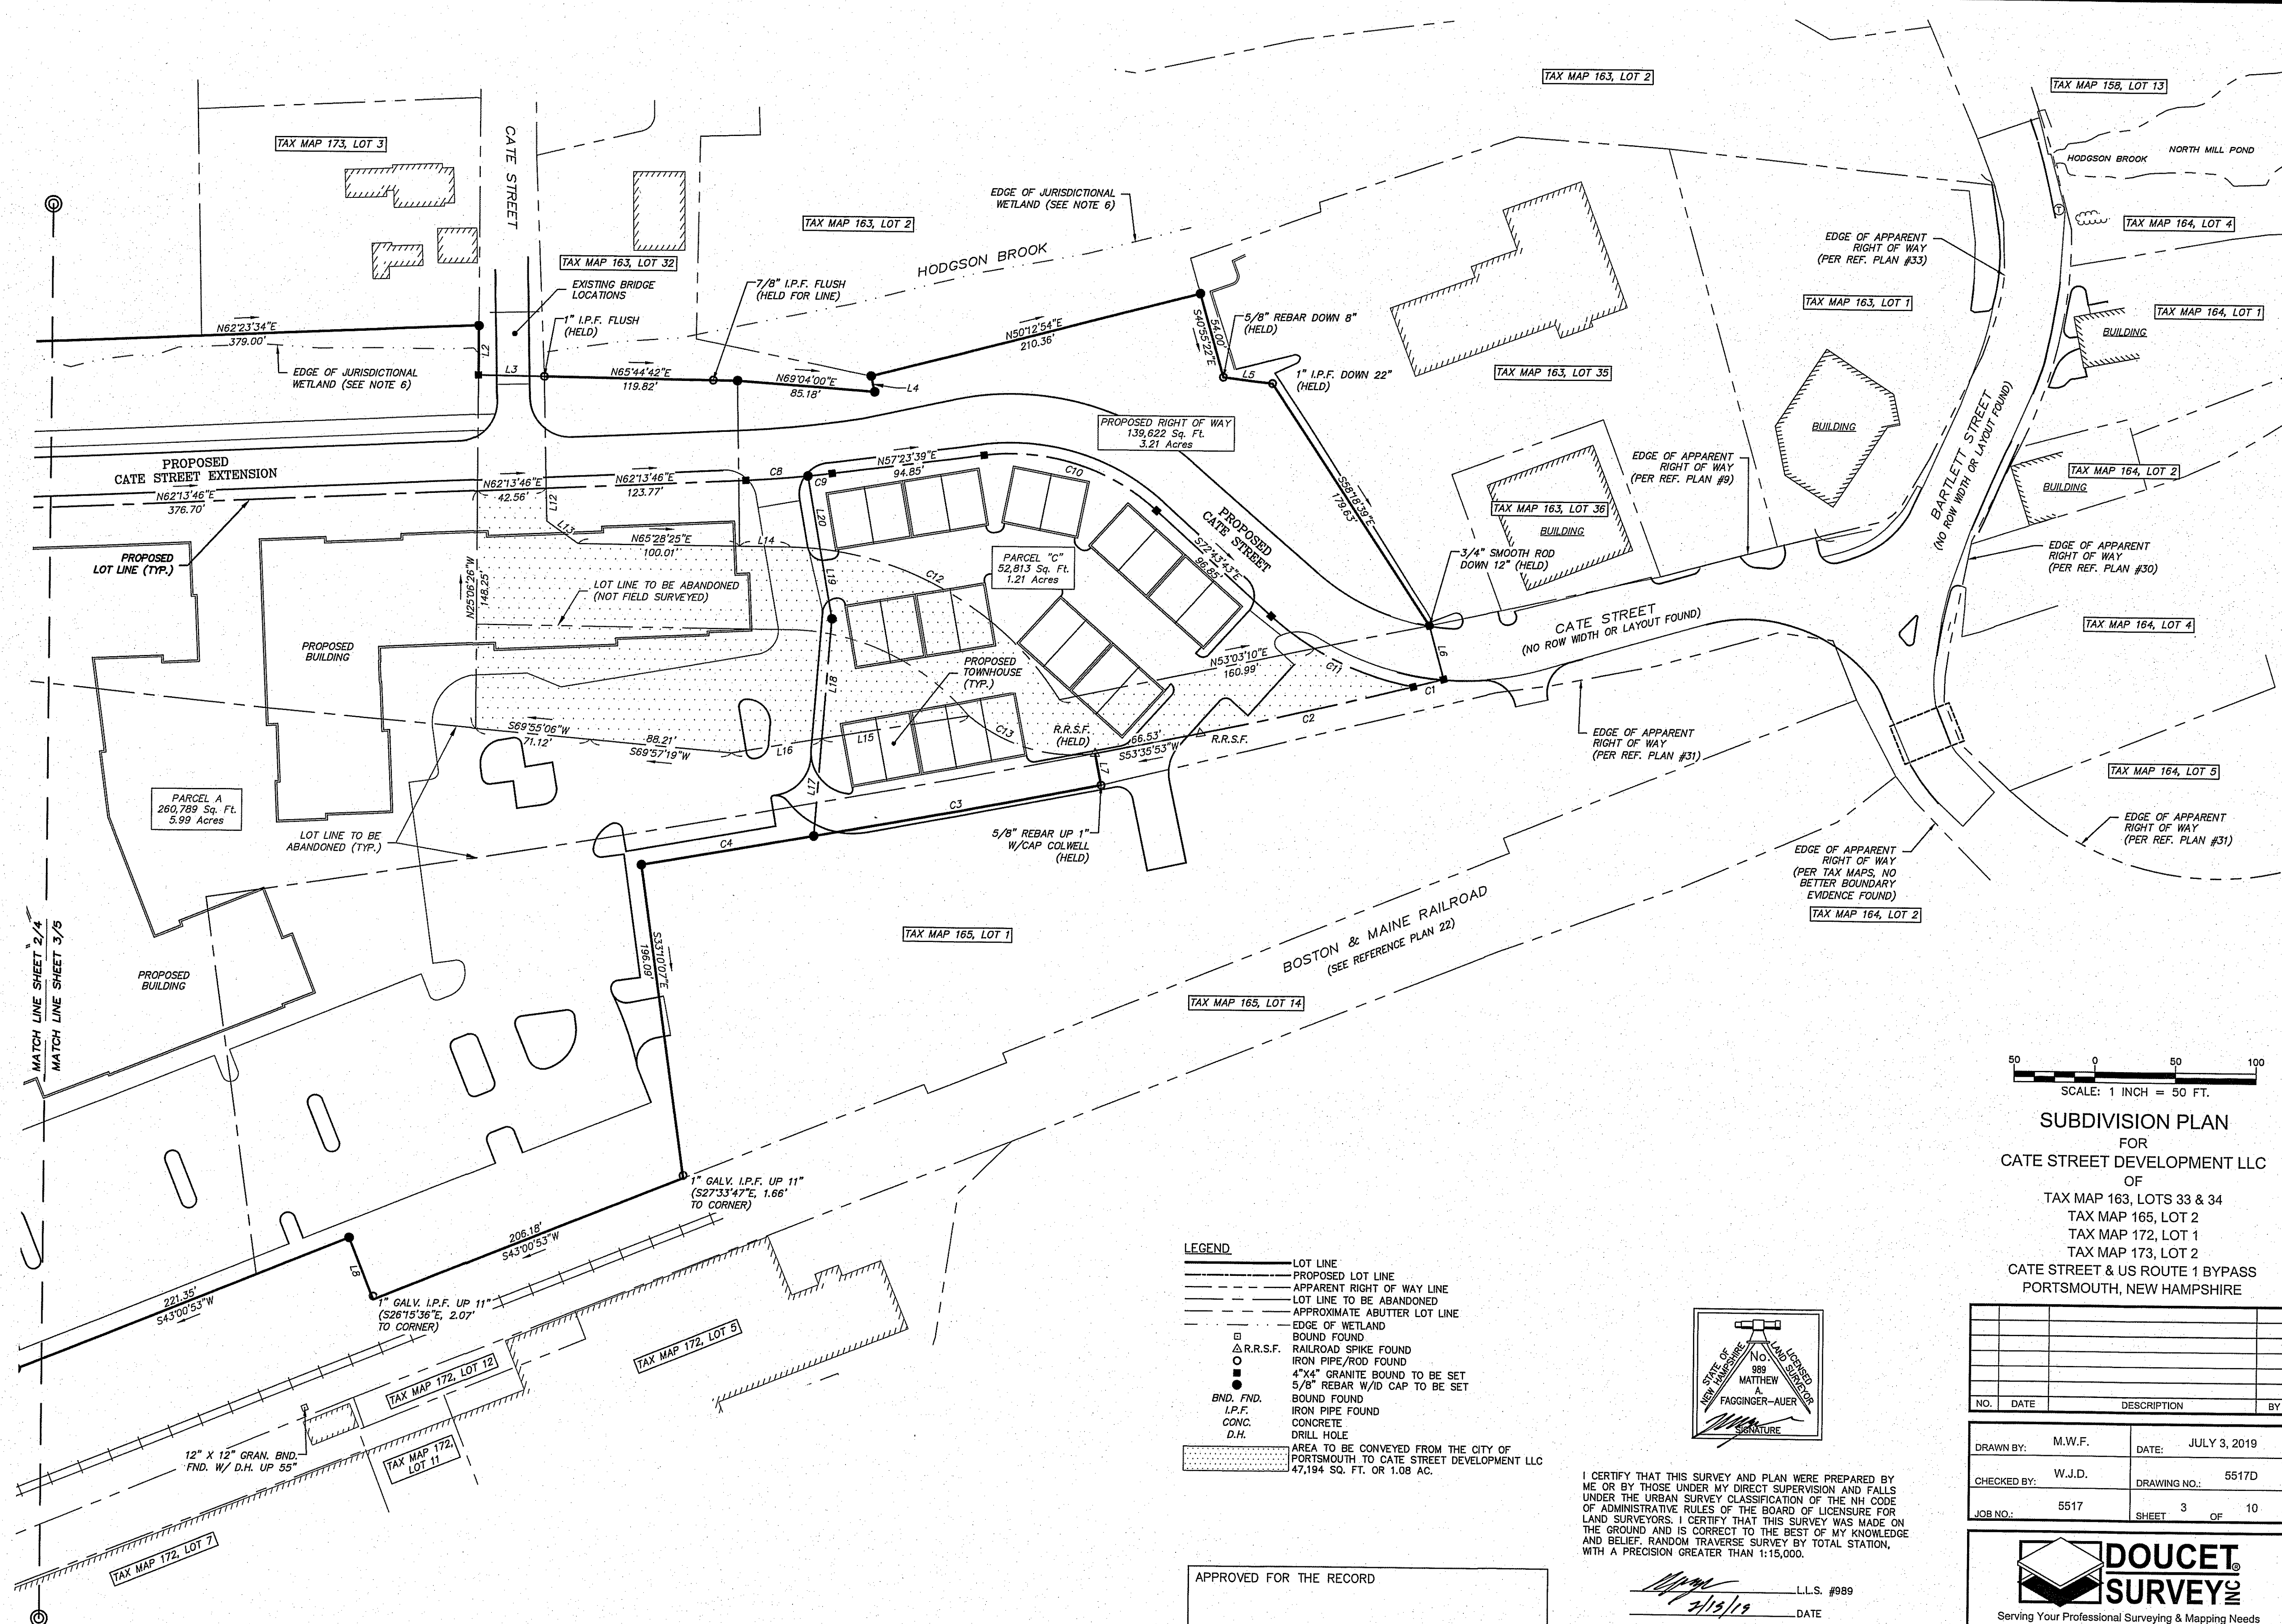 TAX MAP 163, LOT 2
TAX MAP 158, LOT 13
TAX MAP 173, LOT 3
CATE STREET
HODGSON BROOK
NORTH MILL POND
EDGE OF JURISDICTIONAL
WETLAND (SEE NOTE 6)
TAX MAP 163, LOT 2
TAX MAP 164, LOT 4
HODGSON BROOK
EDGE OF APPARENT
RIGHT OF WAY
(PER REF. PLAN #33)
TAX MAP 163, LOT 32
EXISTING BRIDGE
LOCATIONS
7/8" I.P.F. FLUSH
(HELD FOR LINE)
TAX MAP 163, LOT 1
TAX MAP 164, LOT 1
BUILDING
N62°23'34"E
379.00'
L2
1" I.P.F. FLUSH
(HELD)
N50°12'54"E
210.36'
S40°55'22"E
54.00'
5/8" REBAR DOWN 8"
(HELD)
EDGE OF JURISDICTIONAL
WETLAND (SEE NOTE 6)
L3
N65°44'42"E
119.82'
N69°04'00"E
85.18'
L4
L5
1" I.P.F. DOWN 22"
(HELD)
TAX MAP 163, LOT 35
PROPOSED RIGHT OF WAY
139,622 Sq. Ft.
3.21 Acres
BUILDING
BARTLETT STREET
(NO ROW WIDTH OR LAYOUT FOUND)
PROPOSED
CATE STREET EXTENSION
N62°13'46"E
376.70'
N62°13'46"E
42.56'
L12
N62°13'46"E
123.77'
C8
C9
N57°23'39"E
94.85'
C10
EDGE OF APPARENT
RIGHT OF WAY
(PER REF. PLAN #9)
TAX MAP 164, LOT 2
BUILDING
S58°18'39"E
179.63'
TAX MAP 163, LOT 36
BUILDING
PROPOSED
LOT LINE (TYP.)
L13
N65°28'25"E
100.01'
L14
L20
PROPOSED
CATE STREET
S72°43'43"E
96.85'
3/4" SMOOTH ROD
DOWN 12" (HELD)
EDGE OF APPARENT
RIGHT OF WAY
(PER REF. PLAN #30)
N25°06'26"W
148.25'
LOT LINE TO BE ABANDONED
(NOT FIELD SURVEYED)
L19
C12
PARCEL "C"
52,813 Sq. Ft.
1.21 Acres
CATE STREET
(NO ROW WIDTH OR LAYOUT FOUND)
TAX MAP 164, LOT 4
PROPOSED
BUILDING
L18
PROPOSED
TOWNHOUSE
(TYP.)
N53°03'10"E
160.99'
C11
L6
C1
C2
S69°55'06"W
71.12'
88.21'
S69°57'19"W
L16
L15
C13
R.R.S.F.
(HELD)
66.53'
S53°35'53"W
R.R.S.F.
EDGE OF APPARENT
RIGHT OF WAY
(PER REF. PLAN #31)
TAX MAP 164, LOT 5
PARCEL A
260,789 Sq. Ft.
5.99 Acres
LOT LINE TO BE
ABANDONED (TYP.)
L17
C3
L7
C4
5/8" REBAR UP 1"
W/CAP COLWELL
(HELD)
EDGE OF APPARENT
RIGHT OF WAY
(PER REF. PLAN #31)
EDGE OF APPARENT
RIGHT OF WAY
(PER TAX MAPS, NO
BETTER BOUNDARY
EVIDENCE FOUND)
TAX MAP 164, LOT 2
MATCH LINE SHEET 2/4
MATCH LINE SHEET 3/5
PROPOSED
BUILDING
S33°10'07"E
196.09'
TAX MAP 165, LOT 1
BOSTON & MAINE RAILROAD
(SEE REFERENCE PLAN 22)
TAX MAP 165, LOT 14
1" GALV. I.P.F. UP 11"
(S27°33'47"E, 1.66'
TO CORNER)
206.18'
S43°00'53"W
L8
221.35'
S43°00'53"W
1" GALV. I.P.F. UP 11"
(S26°15'36"E, 2.07'
TO CORNER)
TAX MAP 172, LOT 5
TAX MAP 172, LOT 12
12" X 12" GRAN. BND.
FND. W/ D.H. UP 55"
TAX MAP 172,
LOT 11
TAX MAP 172, LOT 7
LEGEND
LOT LINE
PROPOSED LOT LINE
APPARENT RIGHT OF WAY LINE
LOT LINE TO BE ABANDONED
APPROXIMATE ABUTTER LOT LINE
EDGE OF WETLAND
BOUND FOUND
R.R.S.F. RAILROAD SPIKE FOUND
IRON PIPE/ROD FOUND
4"X4" GRANITE BOUND TO BE SET
5/8" REBAR W/ID CAP TO BE SET
BND. FND. BOUND FOUND
I.P.F. IRON PIPE FOUND
CONC. CONCRETE
D.H. DRILL HOLE
AREA TO BE CONVEYED FROM THE CITY OF
PORTSMOUTH TO CATE STREET DEVELOPMENT LLC
47,194 SQ. FT. OR 1.08 AC.
APPROVED FOR THE RECORD
STATE OF NEW HAMPSHIRE
LICENSED LAND SURVEYOR
No.
989
MATTHEW
A.
FAGGINGER-AUER
SIGNATURE
I CERTIFY THAT THIS SURVEY AND PLAN WERE PREPARED BY
ME OR BY THOSE UNDER MY DIRECT SUPERVISION AND FALLS
UNDER THE URBAN SURVEY CLASSIFICATION OF THE NH CODE
OF ADMINISTRATIVE RULES OF THE BOARD OF LICENSURE FOR
LAND SURVEYORS. I CERTIFY THAT THIS SURVEY WAS MADE ON
THE GROUND AND IS CORRECT TO THE BEST OF MY KNOWLEDGE
AND BELIEF. RANDOM TRAVERSE SURVEY BY TOTAL STATION,
WITH A PRECISION GREATER THAN 1:15,000.
L.L.S. #989
DATE
50 0 50 100
SCALE: 1 INCH = 50 FT.
SUBDIVISION PLAN
FOR
CATE STREET DEVELOPMENT LLC
OF
TAX MAP 163, LOTS 33 & 34
TAX MAP 165, LOT 2
TAX MAP 172, LOT 1
TAX MAP 173, LOT 2
CATE STREET & US ROUTE 1 BYPASS
PORTSMOUTH, NEW HAMPSHIRE
NO. DATE DESCRIPTION BY
DRAWN BY: M.W.F. DATE: JULY 3, 2019
CHECKED BY: W.J.D. DRAWING NO.: 5517D
JOB NO.: 5517 SHEET 3 OF 10
DOUCET
SURVEY INC
Serving Your Professional Surveying & Mapping Needs